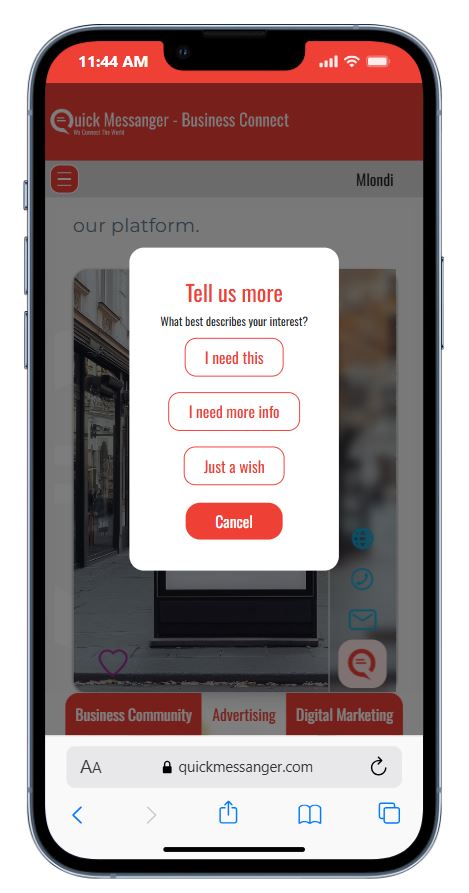 11:44 AM
Quick Messanger - Business Connect
We Connect The World
Mlondi
our platform.
Tell us more
What best describes your interest?
I need this
I need more info
Just a wish
Cancel
Business Community Advertising Digital Marketing
AA quickmessanger.com